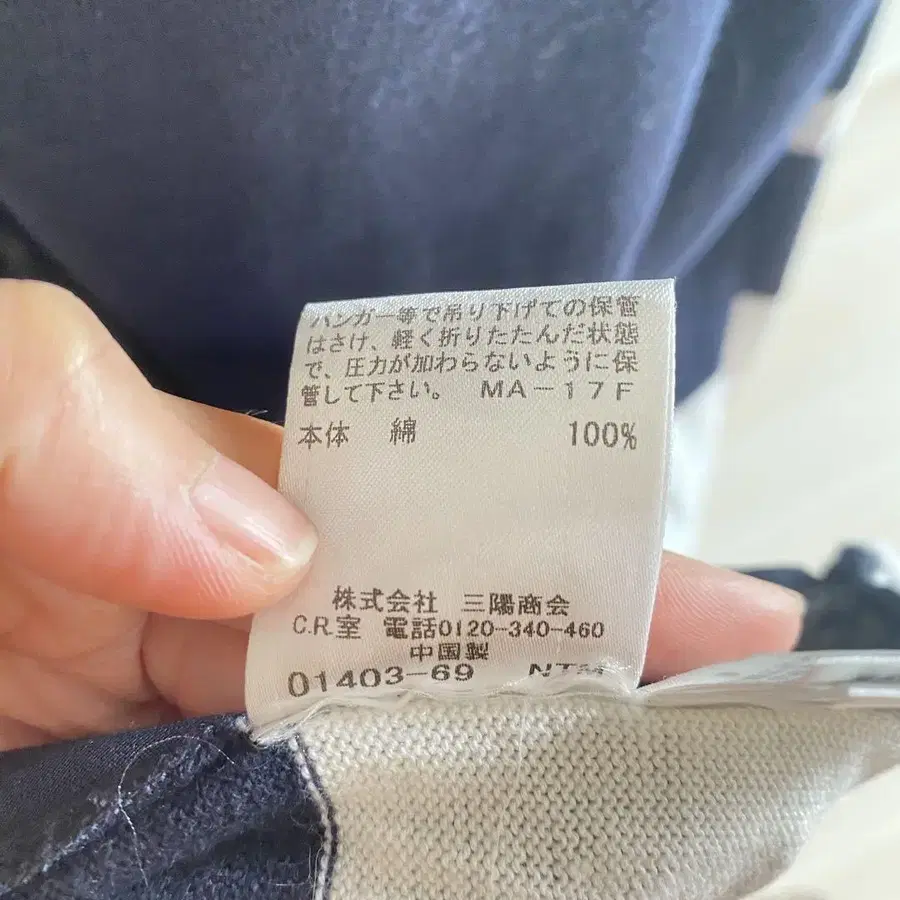 ハンガー等で吊り下げての保管
はさけ、軽く折りたたんだ状態
で、圧力が加わらないように保
管して下さい。 MA-17F
本体 綿 100%
株式会社 三陽商会
C.R.室 電話0120-340-460
中国製
01403-69 NTM